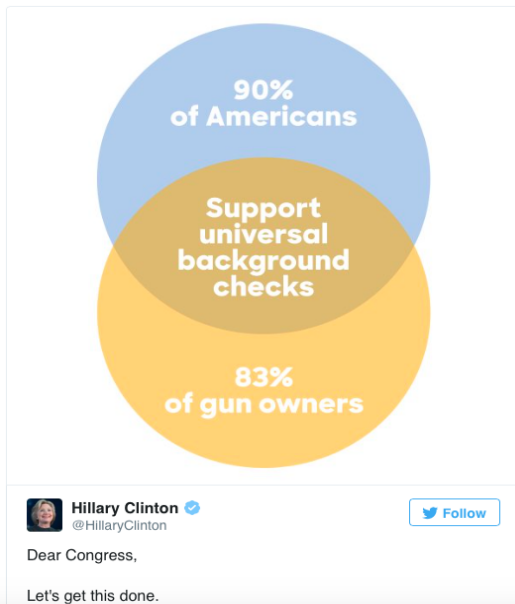 90%
of Americans
Support
universal
background
checks
83%
of gun owners
Hillary Clinton
@HillaryClinton
Follow
Dear Congress,
Let's get this done.